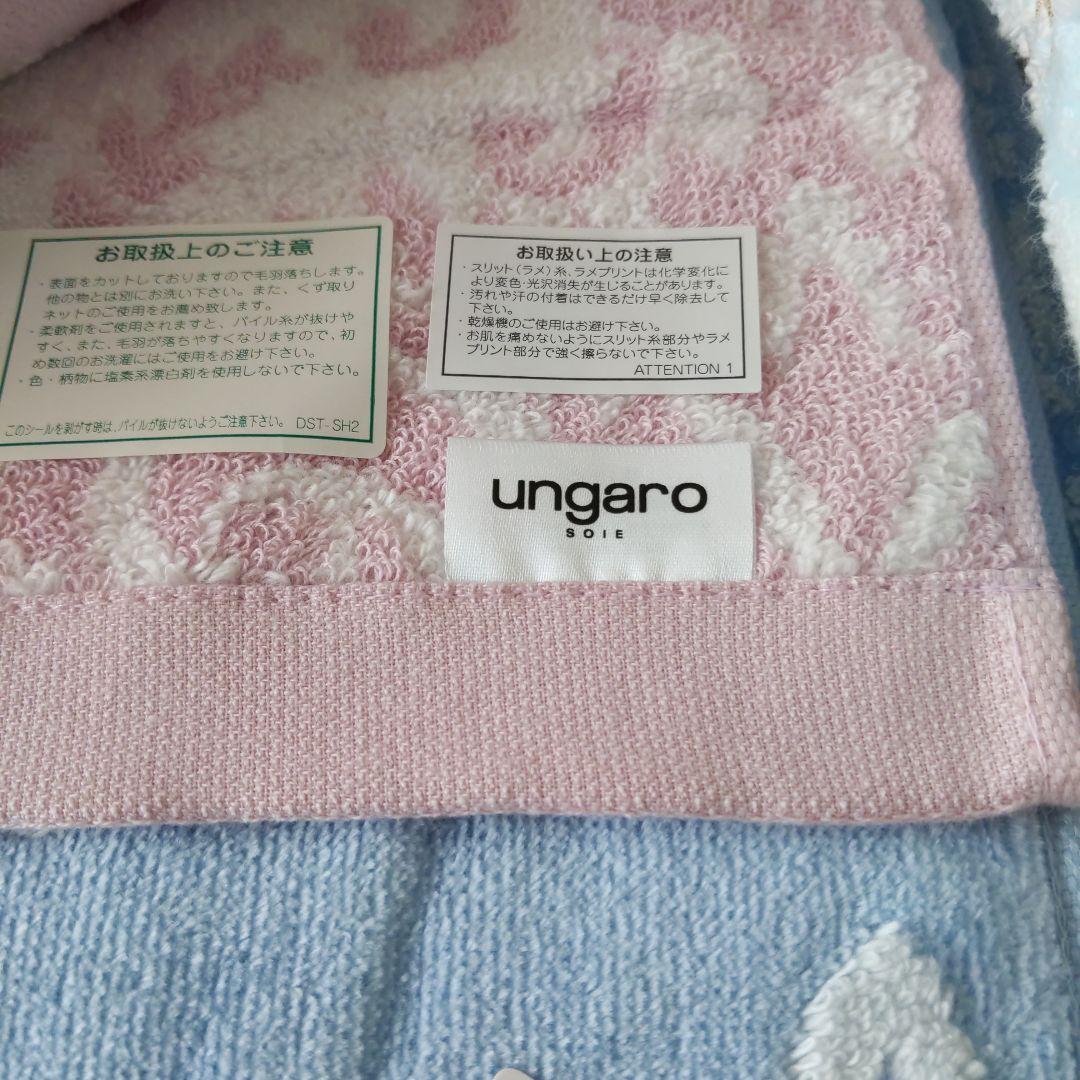 お取扱上のご注意
・表面をカットしておりますので毛羽落ちします。
他の物とは別にお洗い下さい。また、くず取り
ネットのご使用をお薦め致します。
・柔軟剤をご使用されますと、パイル糸が抜けや
すく、また、毛羽が落ちやすくなりますので、初
め数回のお洗濯にはご使用をお避け下さい。
・色・柄物に塩素系漂白剤を使用しないで下さい。
このシールを剥がす時は、パイルが抜けないようご注意下さい。 DST-SH2
お取扱い上の注意
・スリット(ラメ)糸、ラメプリントは化学変化に
より変色・光沢消失が生じることがあります。
・汚れや汗の付着はできるだけ早く除去して
下さい。
・乾燥機のご使用はお避け下さい。
・お肌を痛めないようにスリット糸部分やラメ
プリント部分で強く擦らないで下さい。
ATTENTION 1
ungaro
SOIE